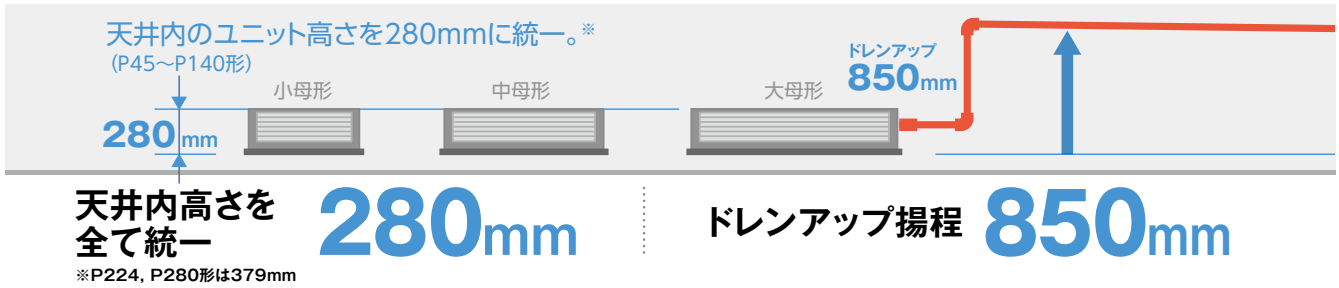 天井内のユニット高さを280mmに統一。※
（P45～P140形）
小母形
中母形
大母形
ドレンアップ
850mm
280mm
天井内高さを
全て統一
280mm
※P224, P280形は379mm
ドレンアップ揚程
850mm